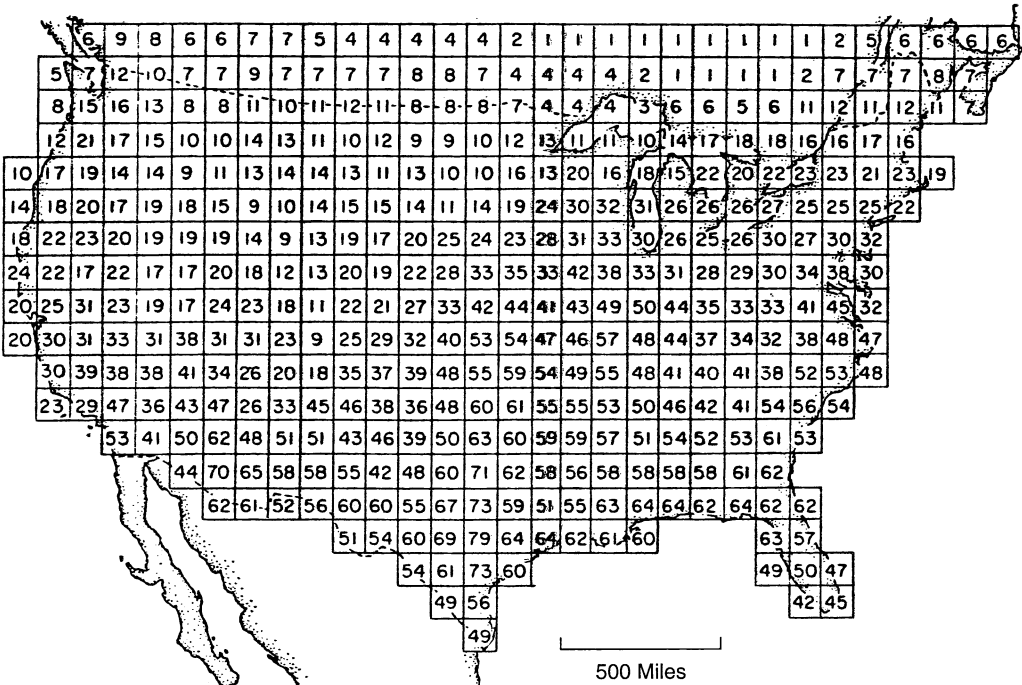 6 9 8 6 6 7 7 5 4 4 4 4 4 2 1 1 1 1 1 1 1 1 1 2 5 6 6 6 6
5 7 12 10 7 7 9 7 7 7 7 8 8 7 4 4 4 4 2 1 1 1 1 2 7 7 7 8 7
8 15 16 13 8 8 11 10 11 12 11 8 8 8 7 4 4 4 3 6 6 5 6 11 12 11 12 11
12 21 17 15 10 10 14 13 11 10 12 9 9 10 12 13 11 11 10 14 17 18 18 16 16 17 16
10 17 19 14 14 9 11 13 14 14 13 11 13 10 10 16 13 20 16 18 15 22 20 22 23 23 21 23 19
14 18 20 17 19 18 15 9 10 14 15 15 14 11 14 19 24 30 32 31 26 26 26 27 25 25 25 22
18 22 23 20 19 19 19 14 9 13 19 17 20 25 24 23 28 31 33 30 26 25 26 30 27 30 32
24 22 17 22 17 17 20 18 12 13 20 19 22 28 33 35 33 42 38 33 31 28 29 30 34 38 30
20 25 31 23 19 17 24 23 18 11 22 21 27 33 42 44 41 43 49 50 44 35 33 33 41 45 32
20 30 31 33 31 38 31 31 23 9 25 29 32 40 53 54 47 46 57 48 44 37 34 32 38 48 47
30 39 38 38 41 34 26 20 18 35 37 39 48 55 59 54 49 55 48 41 40 41 38 52 53 48
23 29 47 36 43 47 26 33 45 46 38 36 48 60 61 55 55 53 50 46 42 41 54 56 54
53 41 50 62 48 51 51 43 46 39 50 63 60 59 59 57 51 54 52 53 61 53
44 70 65 58 58 55 42 48 60 71 62 58 56 58 58 58 58 61 62
62 61 52 56 60 60 55 67 73 59 51 55 63 64 64 62 64 62 62
51 54 60 69 79 64 64 62 61 60 63 57
54 61 73 60 49 50 47
49 56 42 45
49
500 Miles